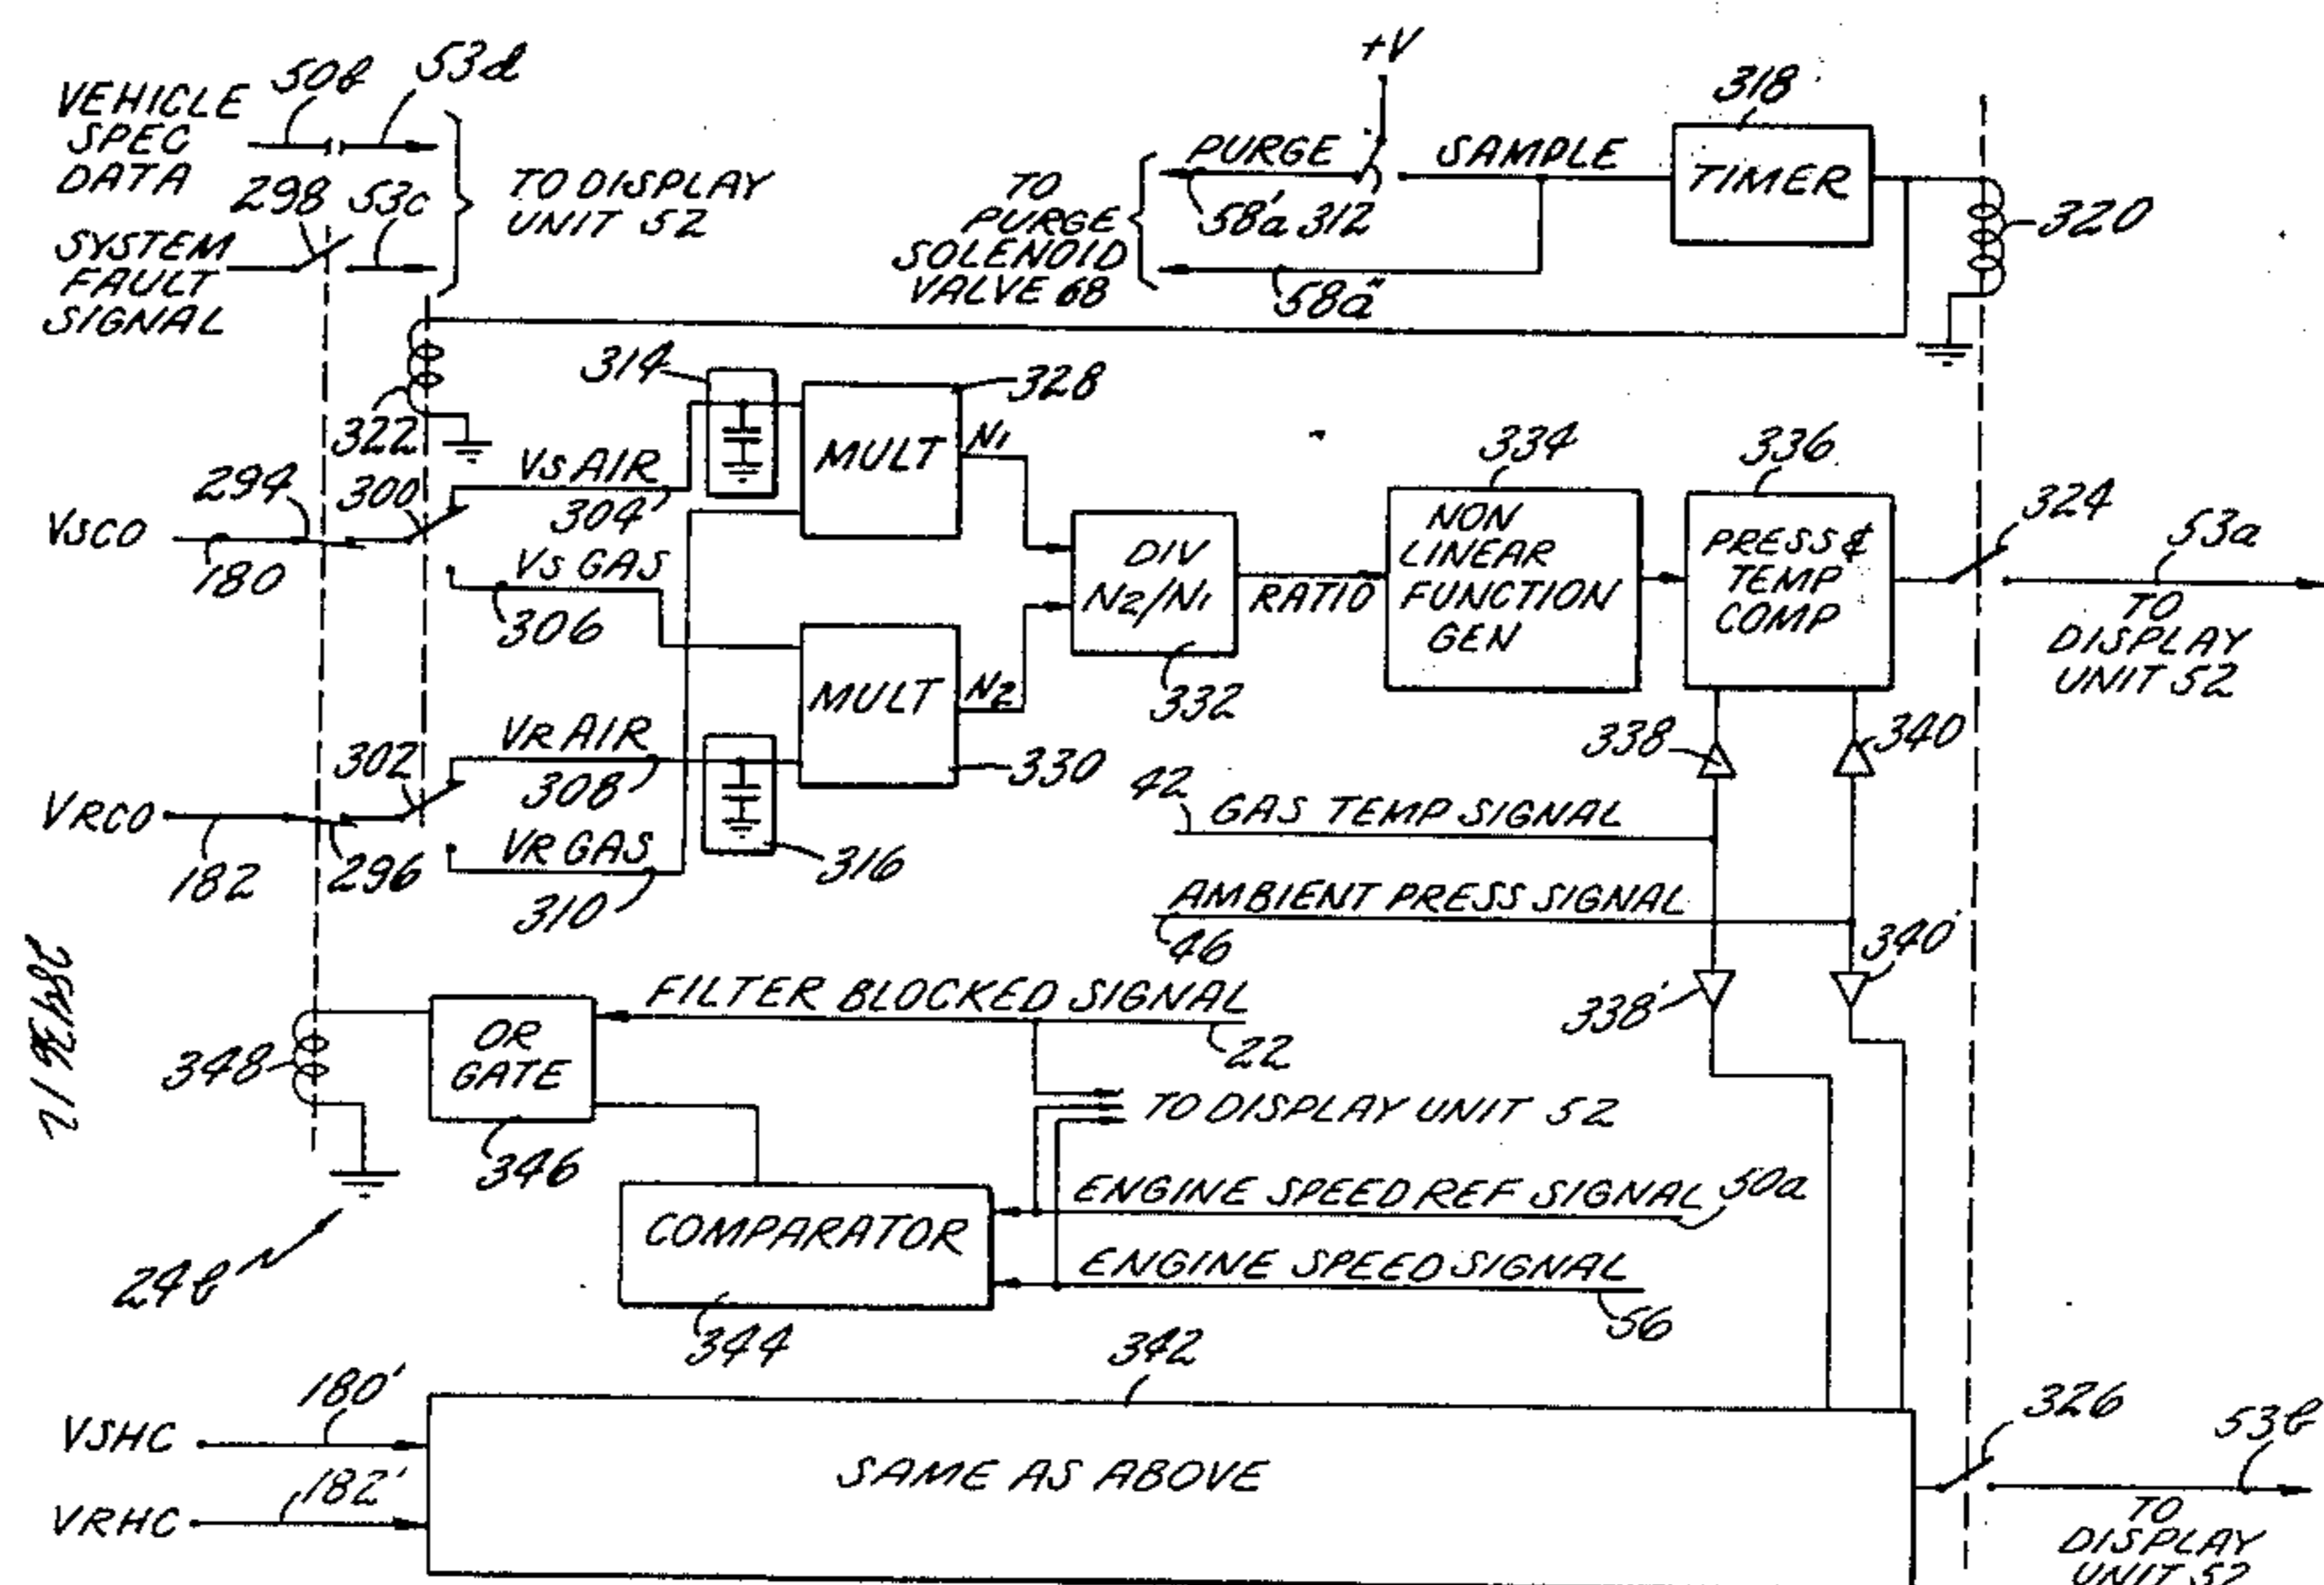 VEHICLE
SPEC
DATA
50b
53d
SYSTEM
FAULT
SIGNAL
298
53c
TO DISPLAY
UNIT 52
+V
TO
PURGE
SOLENOID
VALVE 68
PURGE
58'a
312
SAMPLE
58a"
318
TIMER
320
322
314
328
MULT
N1
VSCO
180
294
300
VS AIR
304
VS GAS
306
MULT
N2
330
DIV
N2/N1
332
RATIO
334
NON
LINEAR
FUNCTION
GEN
336
PRESS &
TEMP
COMP
324
53a
TO
DISPLAY
UNIT 52
VRCO
182
296
302
VR AIR
308
VR GAS
310
316
338
340
42
GAS TEMP SIGNAL
AMBIENT PRESS SIGNAL
46
338'
340'
348
OR
GATE
346
FILTER BLOCKED SIGNAL
22
TO DISPLAY UNIT 52
ENGINE SPEED REF SIGNAL
50a
COMPARATOR
344
ENGINE SPEED SIGNAL
56
24b
342
VSHC
180'
VRHC
182'
SAME AS ABOVE
326
53b
TO
DISPLAY
UNIT 52